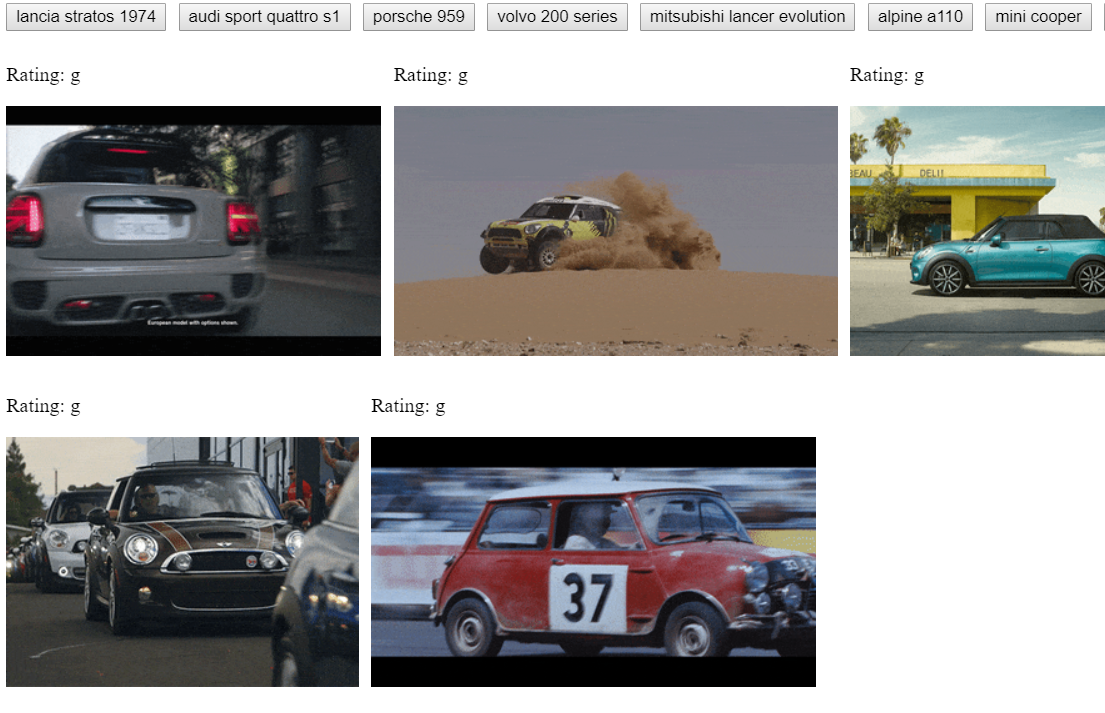 lancia stratos 1974 audi sport quattro s1 porsche 959 volvo 200 series mitsubishi lancer evolution alpine a110 mini cooper
Rating: g Rating: g Rating: g
European model with options shown.
BEAU DELI!
Rating: g Rating: g
37